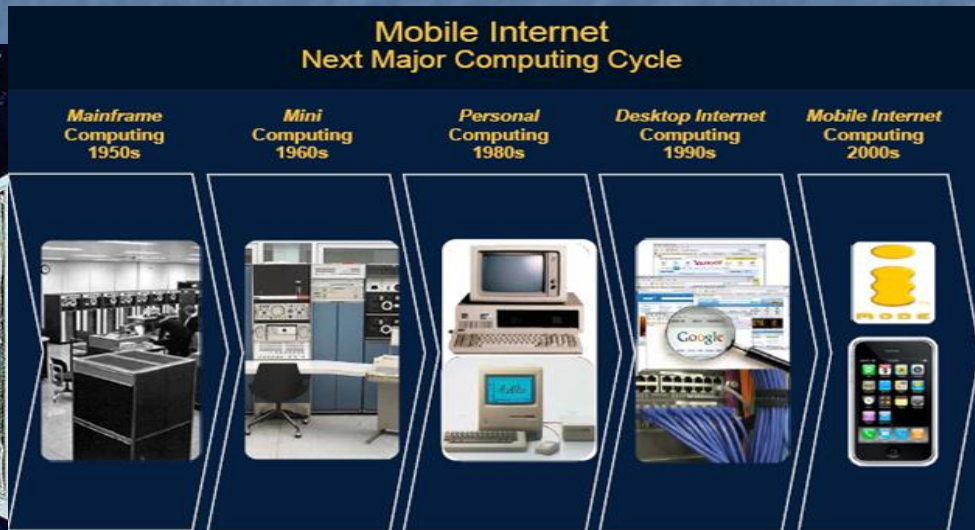 Mobile Internet
Next Major Computing Cycle
Mainframe
Computing
1950s
Mini
Computing
1960s
Personal
Computing
1980s
Desktop Internet
Computing
1990s
Mobile Internet
Computing
2000s
YAHOO!
Google
MODE